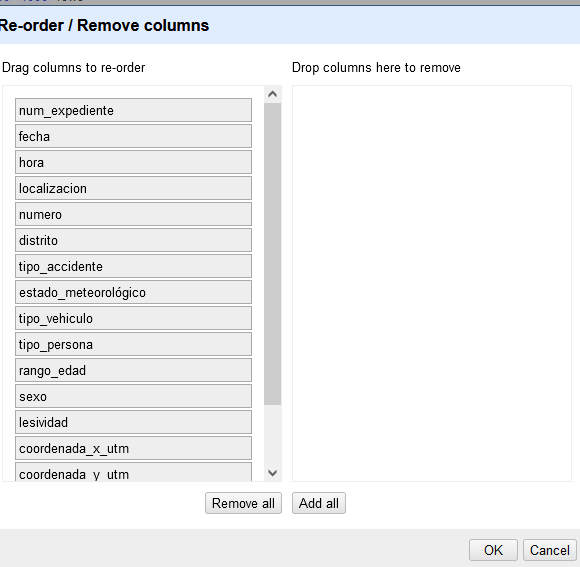 Re-order / Remove columns
Drag columns to re-order
Drop columns here to remove
num_expediente
fecha
hora
localizacion
numero
distrito
tipo_accidente
estado_meteorológico
tipo_vehiculo
tipo_persona
rango_edad
sexo
lesividad
coordenada_x_utm
coordenada_y_utm
Remove all
Add all
OK
Cancel